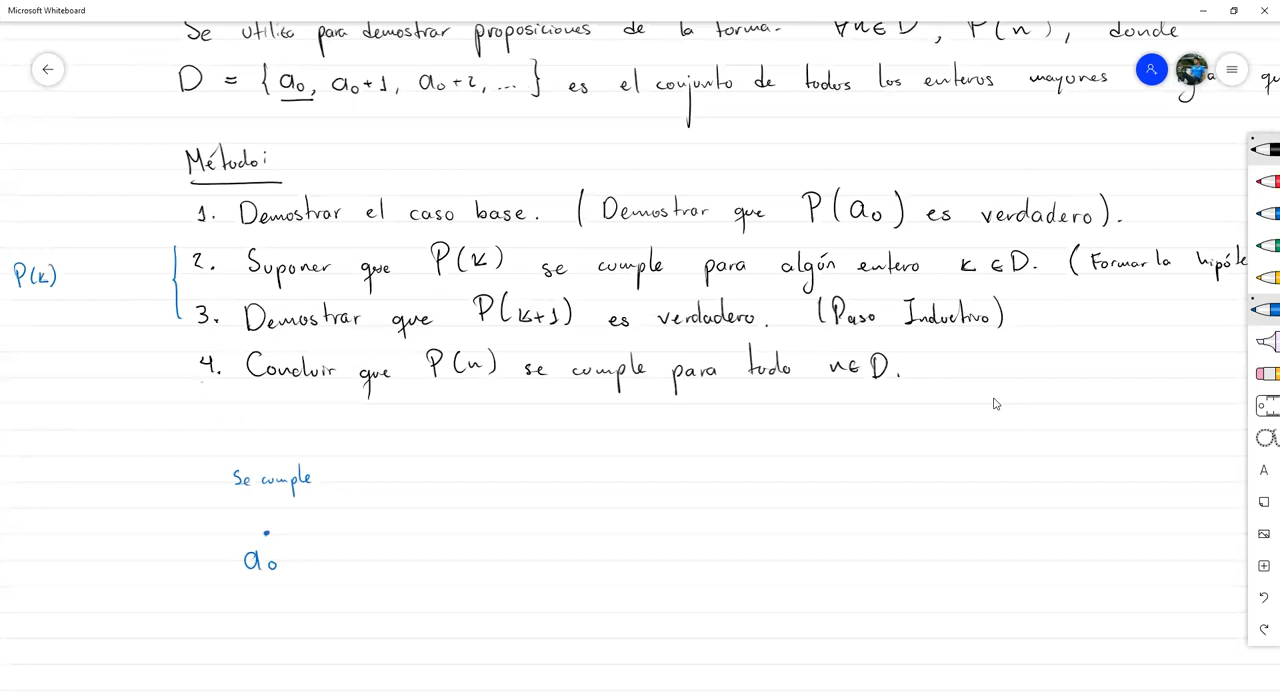 Microsoft Whiteboard
Se utiliza para demostrar proposiciones de la forma. ∀n∈D, P(n), donde
D = {a₀, a₀+1, a₀+2, ...} es el conjunto de todos los enteros mayores
Método:
1. Demostrar el caso base. (Demostrar que P(a₀) es verdadero).
2. Suponer que P(k) se cumple para algún entero k ∈ D. (Formar la hipóte
P(k)
3. Demostrar que P(k+1) es verdadero. (Paso Inductivo)
4. Concluir que P(n) se cumple para todo n∈D.
Se cumple
a₀